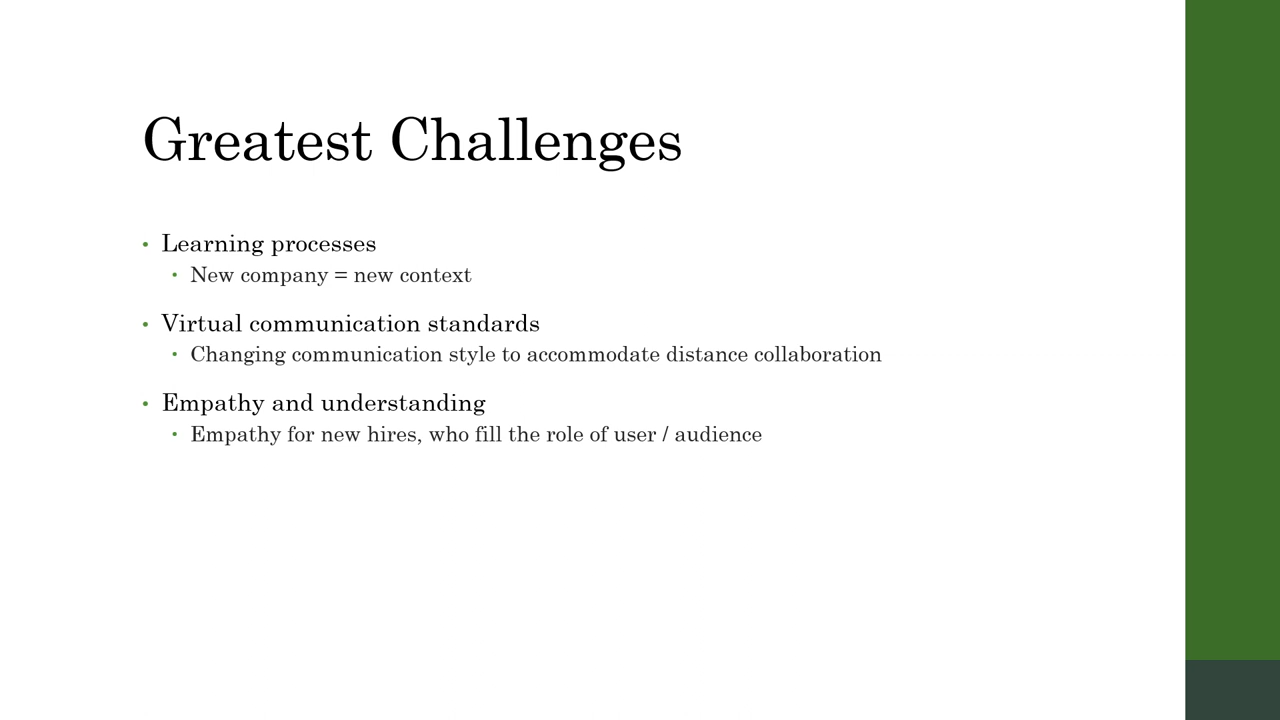 Greatest Challenges
• Learning processes
• New company = new context
• Virtual communication standards
• Changing communication style to accommodate distance collaboration
• Empathy and understanding
• Empathy for new hires, who fill the role of user / audience